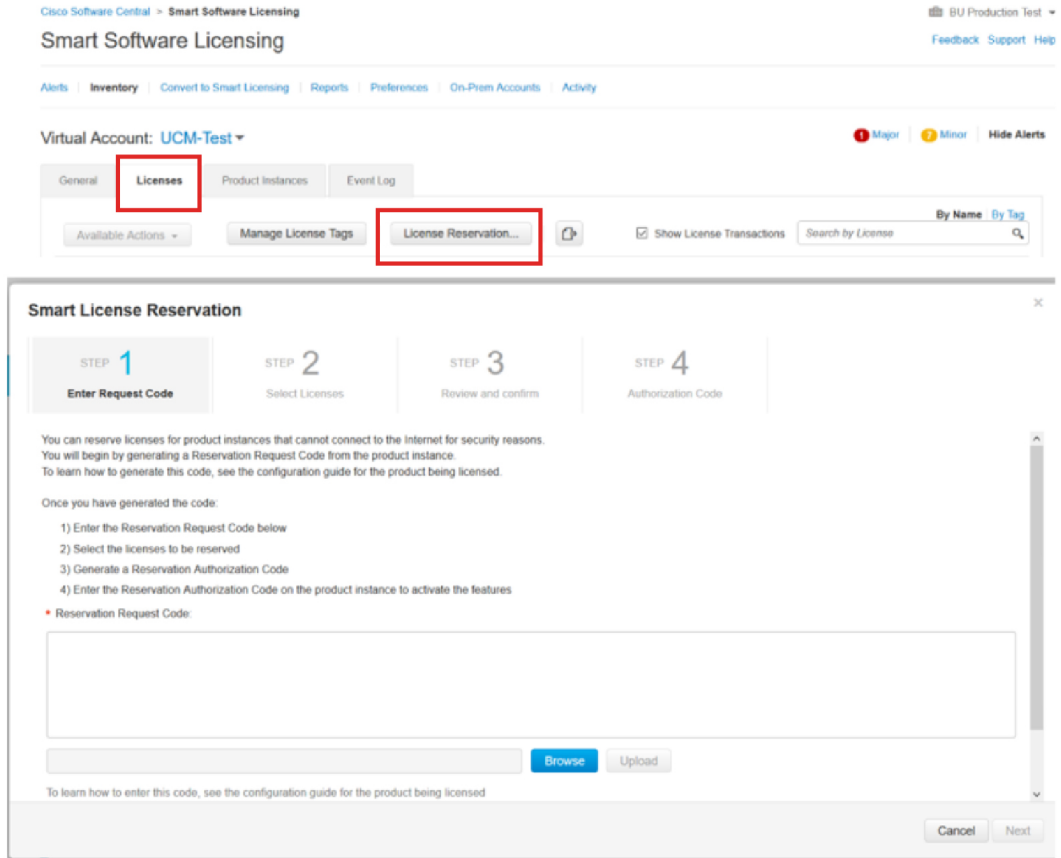 Cisco Software Central > Smart Software Licensing
BU Production Test
Smart Software Licensing
Feedback Support Help
Alerts | Inventory | Convert to Smart Licensing | Reports | Preferences | On-Prem Accounts | Activity
Virtual Account: UCM-Test
1 Major | 7 Minor | Hide Alerts
General Licenses Product Instances Event Log
By Name | By Tag
Available Actions Manage License Tags License Reservation... Show License Transactions Search by License
Smart License Reservation
×
STEP 1 STEP 2 STEP 3 STEP 4
Enter Request Code Select Licenses Review and confirm Authorization Code
You can reserve licenses for product instances that cannot connect to the Internet for security reasons.
You will begin by generating a Reservation Request Code from the product instance.
To learn how to generate this code, see the configuration guide for the product being licensed.
Once you have generated the code:
1) Enter the Reservation Request Code below
2) Select the licenses to be reserved
3) Generate a Reservation Authorization Code
4) Enter the Reservation Authorization Code on the product instance to activate the features
* Reservation Request Code:
Browse Upload
To learn how to enter this code, see the configuration guide for the product being licensed
Cancel Next